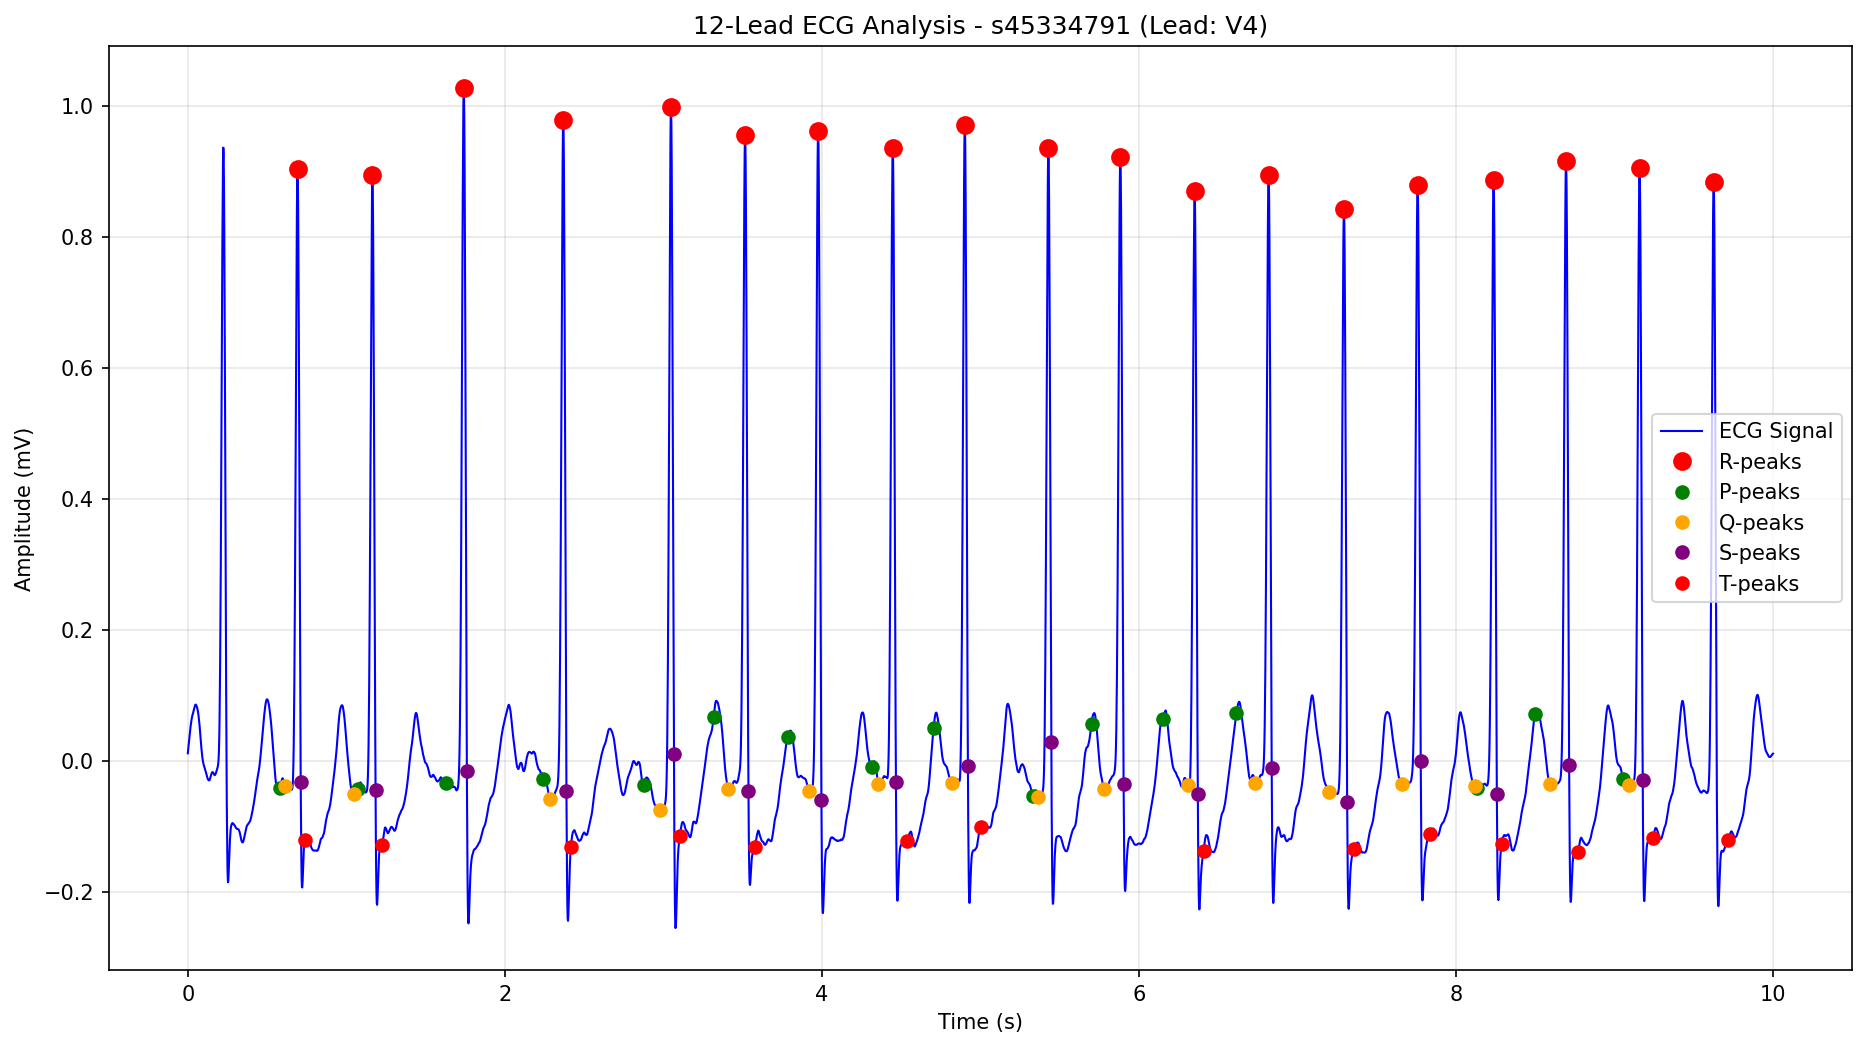 12-Lead ECG Analysis - s45334791 (Lead: V4)
Amplitude (mV)
1.0
0.8
0.6
0.4
0.2
0.0
−0.2
ECG Signal
R-peaks
P-peaks
Q-peaks
S-peaks
T-peaks
0 2 4 6 8 10
Time (s)